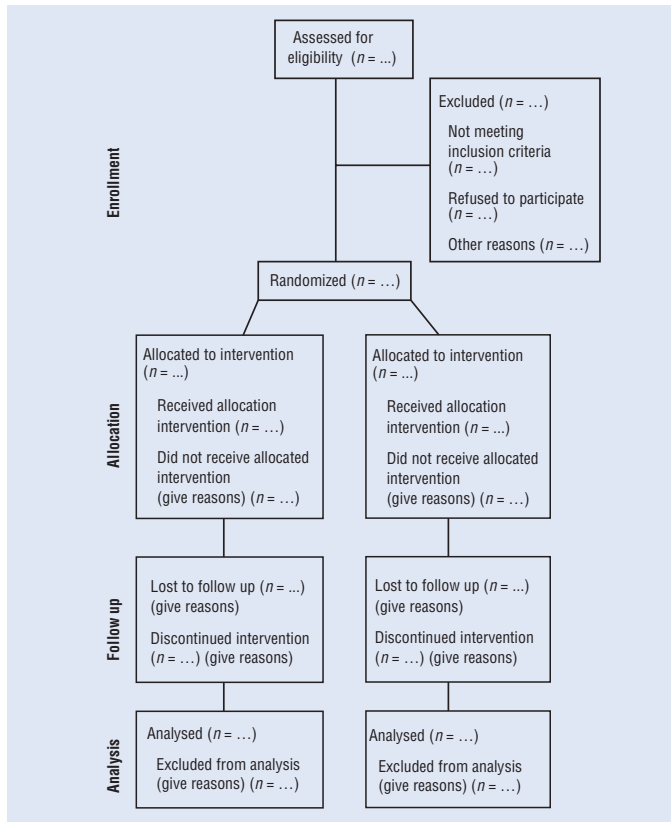 Assessed for
eligibility (n = ...)
Excluded (n = …)
Not meeting
inclusion criteria
(n = …)
Refused to participate
(n = …)
Other reasons (n = …)
Enrollment
Randomized (n = …)
Allocation
Allocated to intervention
(n = ...)
Received allocation
intervention (n = …)
Did not receive allocated
intervention
(give reasons) (n = …)
Allocated to intervention
(n = ...)
Received allocation
intervention (n = ...)
Did not receive allocated
intervention
(give reasons) (n = …)
Follow up
Lost to follow up (n = ...)
(give reasons)
Discontinued intervention
(n = …) (give reasons)
Lost to follow up (n = ...)
(give reasons)
Discontinued intervention
(n = …) (give reasons)
Analysis
Analysed (n = …)
Excluded from analysis
(give reasons) (n = …)
Analysed (n = …)
Excluded from analysis
(give reasons) (n = …)